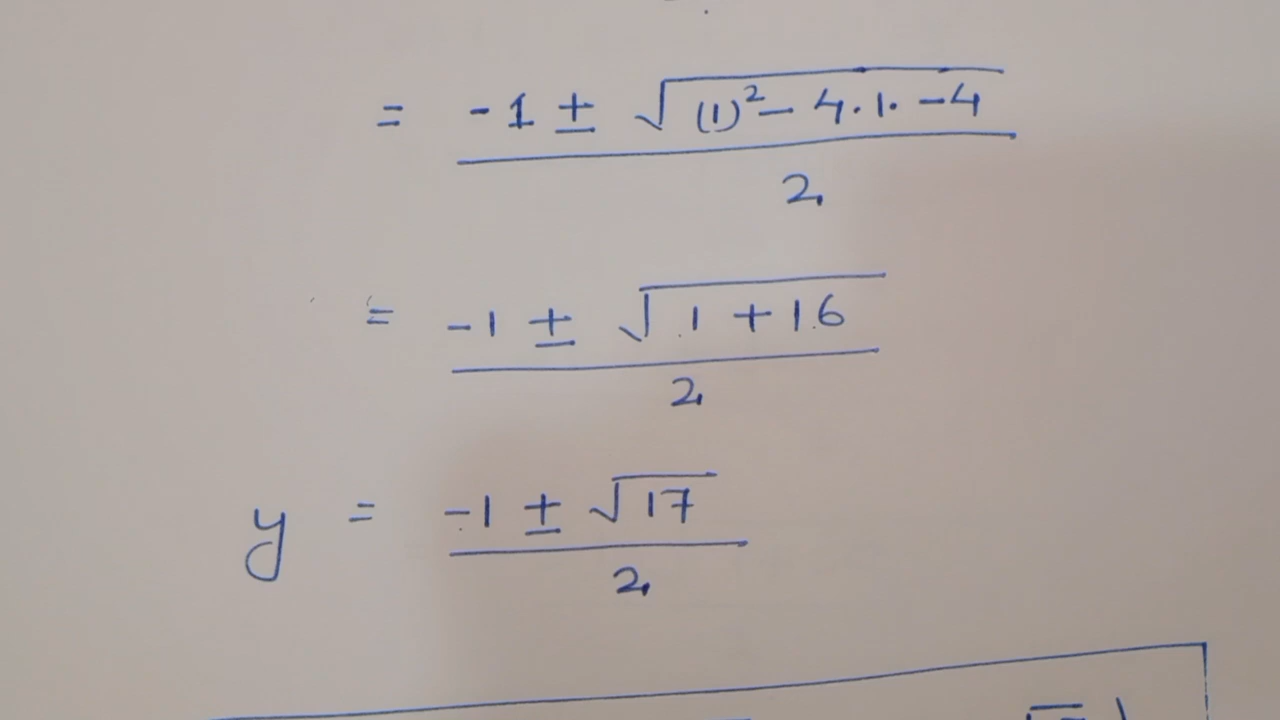 = -1 ± √((1)² - 4.1.-4) / 2
= -1 ± √(1 + 16) / 2
y = -1 ± √17 / 2